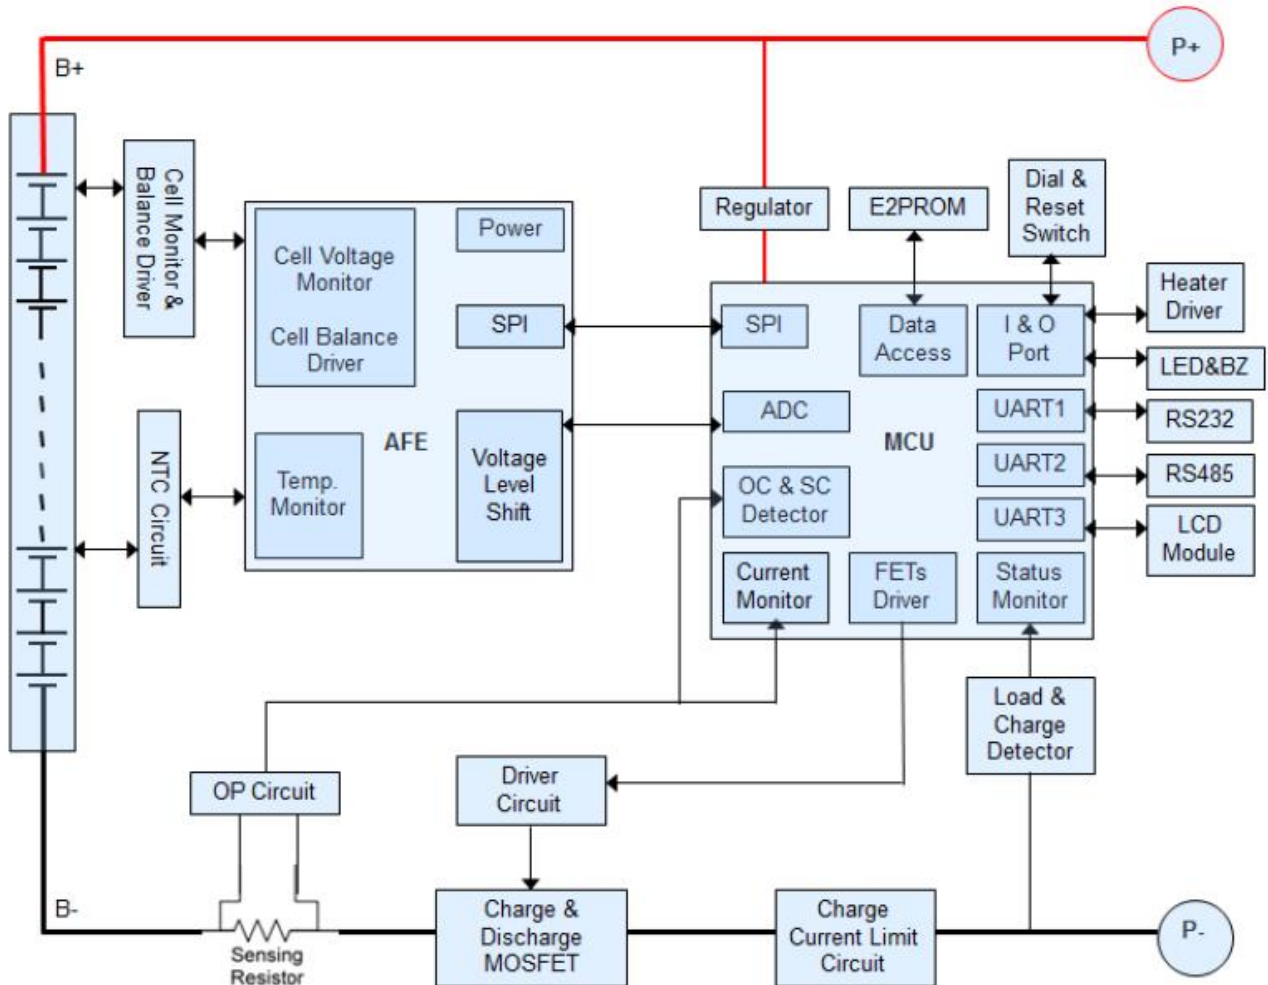 P+
B+
Cell Monitor &
Balance Driver
Regulator
E2PROM
Dial &
Reset
Switch
Cell Voltage
Monitor
Cell Balance
Driver
Power
SPI
AFE
Temp.
Monitor
Voltage
Level
Shift
NTC Circuit
SPI
Data
Access
I & O
Port
Heater
Driver
LED&BZ
ADC
MCU
UART1
RS232
OC & SC
Detector
UART2
RS485
UART3
LCD
Module
Current
Monitor
FETs
Driver
Status
Monitor
Load &
Charge
Detector
OP Circuit
Driver
Circuit
B-
Sensing
Resistor
Charge &
Discharge
MOSFET
Charge
Current Limit
Circuit
P-